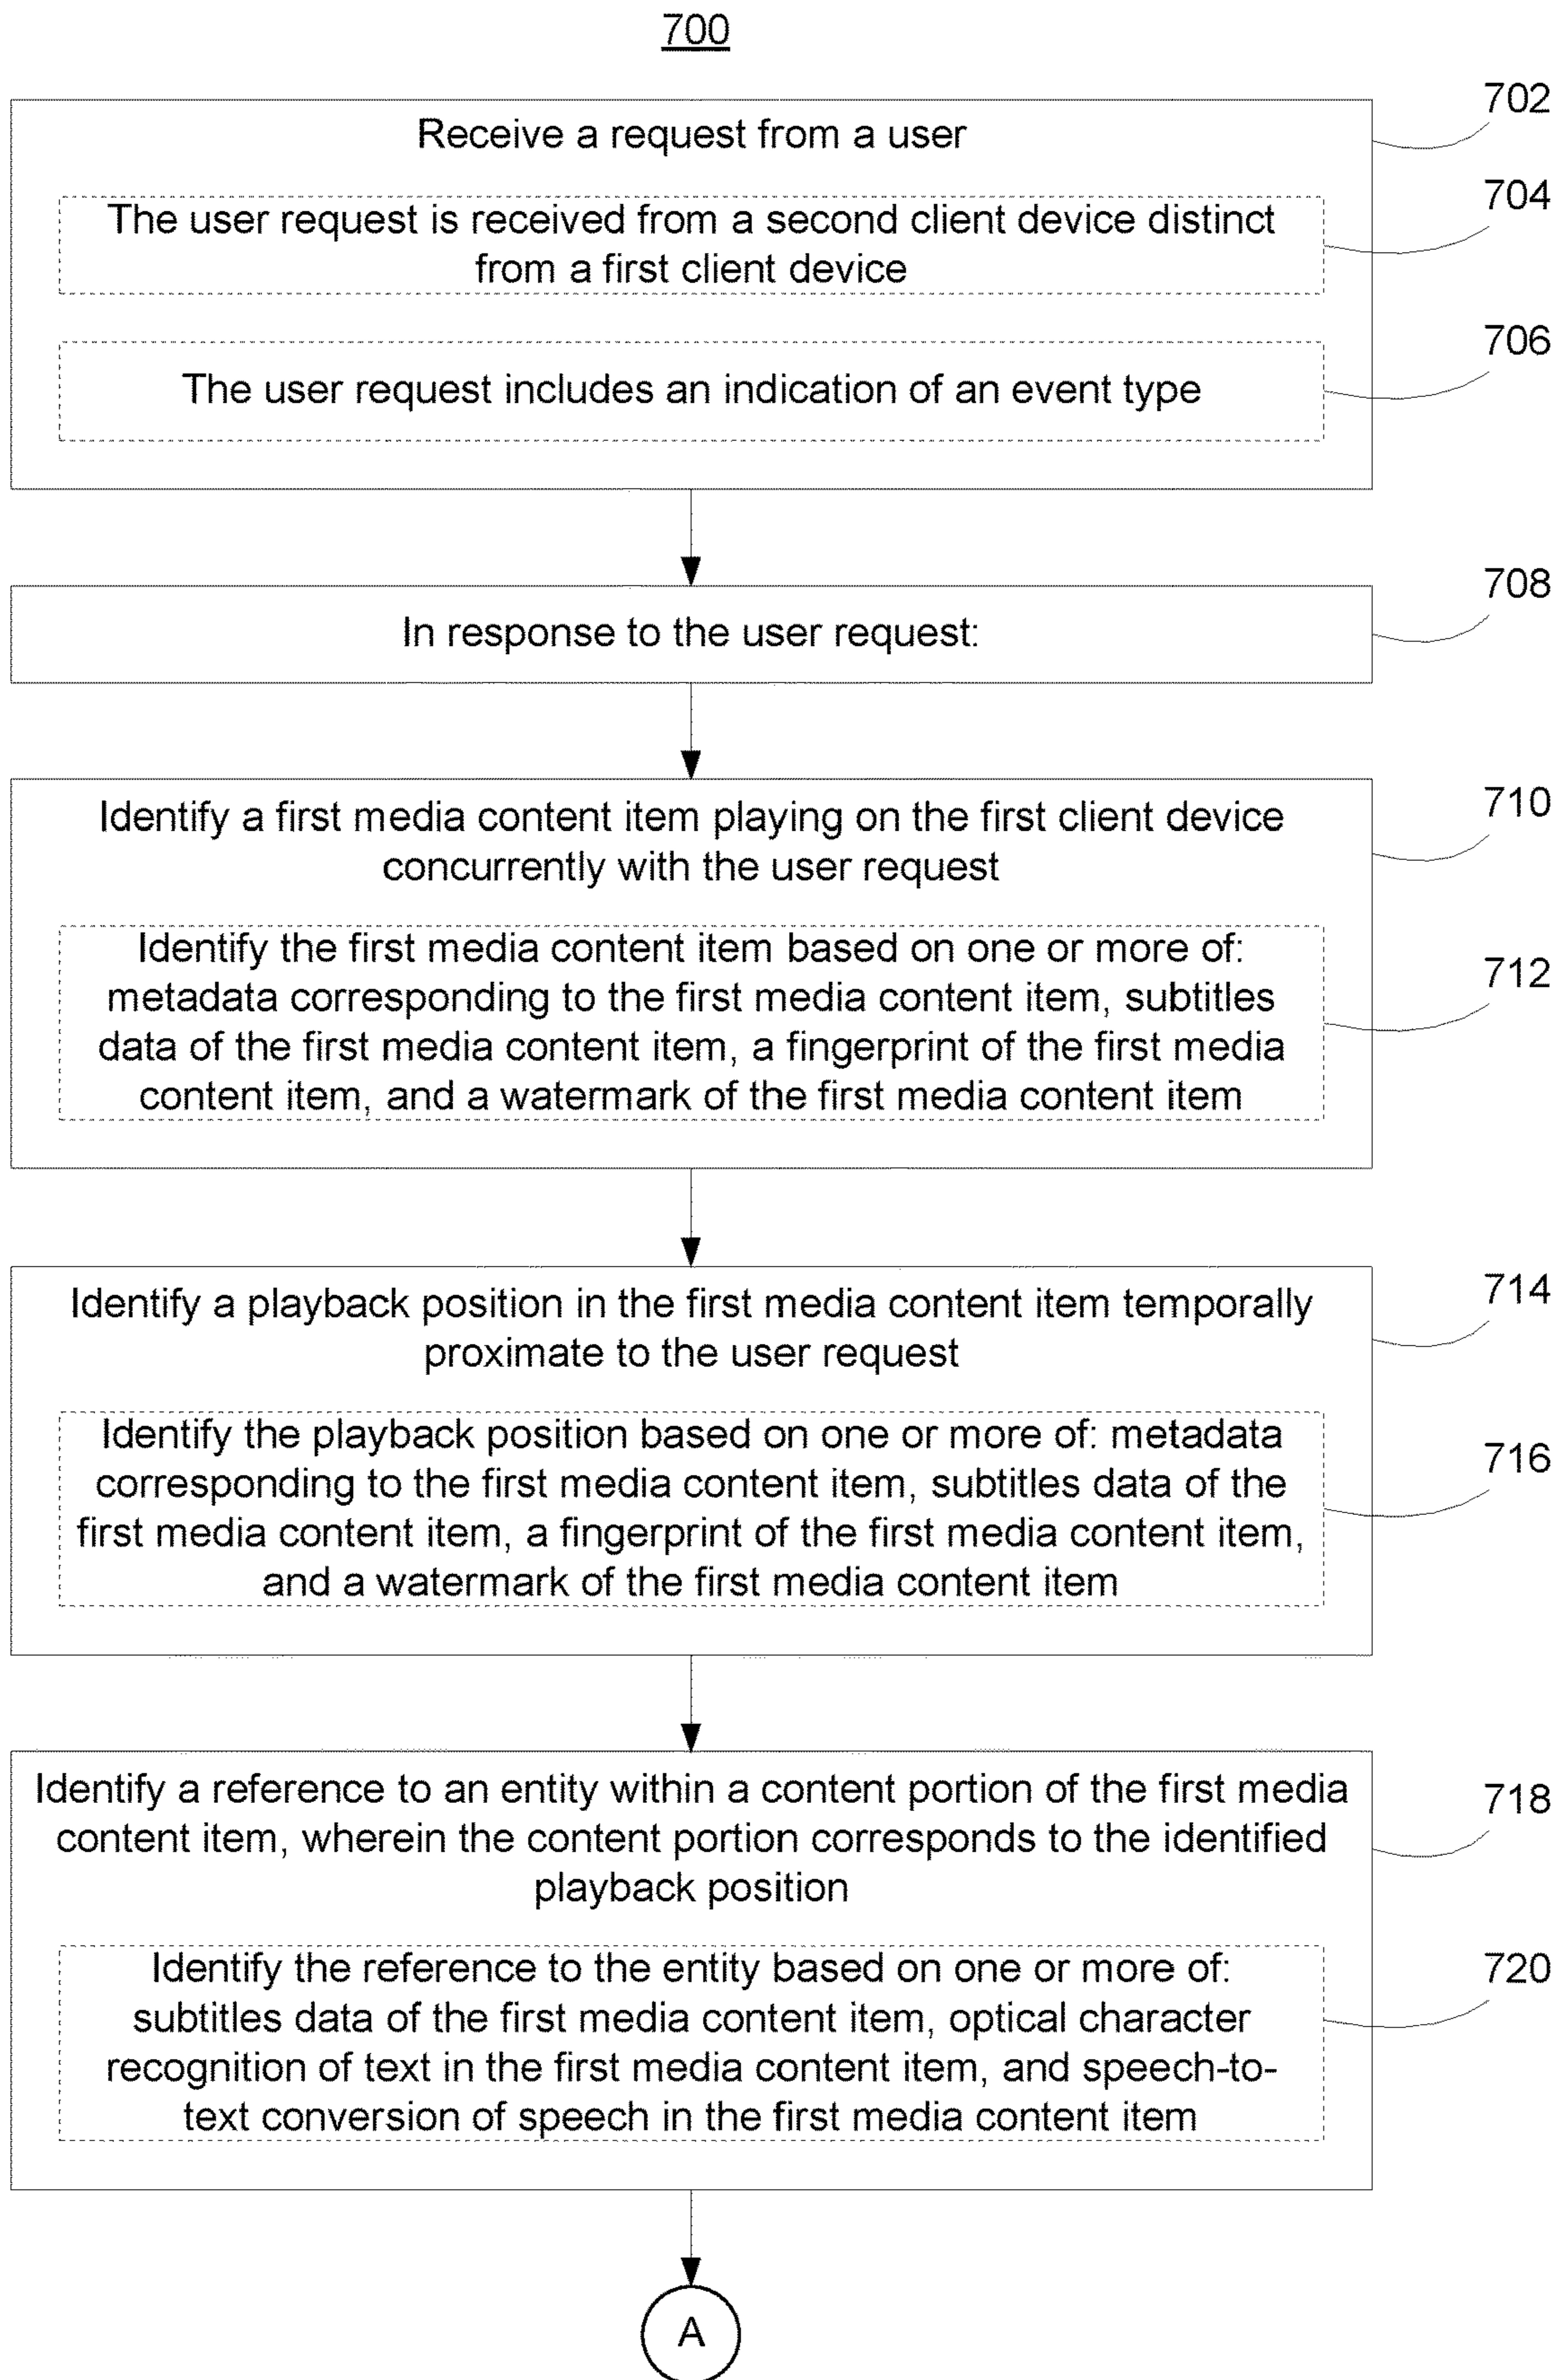 700
702
Receive a request from a user
704
The user request is received from a second client device distinct
from a first client device
706
The user request includes an indication of an event type
708
In response to the user request:
710
Identify a first media content item playing on the first client device
concurrently with the user request
712
Identify the first media content item based on one or more of:
metadata corresponding to the first media content item, subtitles
data of the first media content item, a fingerprint of the first media
content item, and a watermark of the first media content item
714
Identify a playback position in the first media content item temporally
proximate to the user request
716
Identify the playback position based on one or more of: metadata
corresponding to the first media content item, subtitles data of the
first media content item, a fingerprint of the first media content item,
and a watermark of the first media content item
718
Identify a reference to an entity within a content portion of the first media
content item, wherein the content portion corresponds to the identified
playback position
720
Identify the reference to the entity based on one or more of:
subtitles data of the first media content item, optical character
recognition of text in the first media content item, and speech-to-
text conversion of speech in the first media content item
A